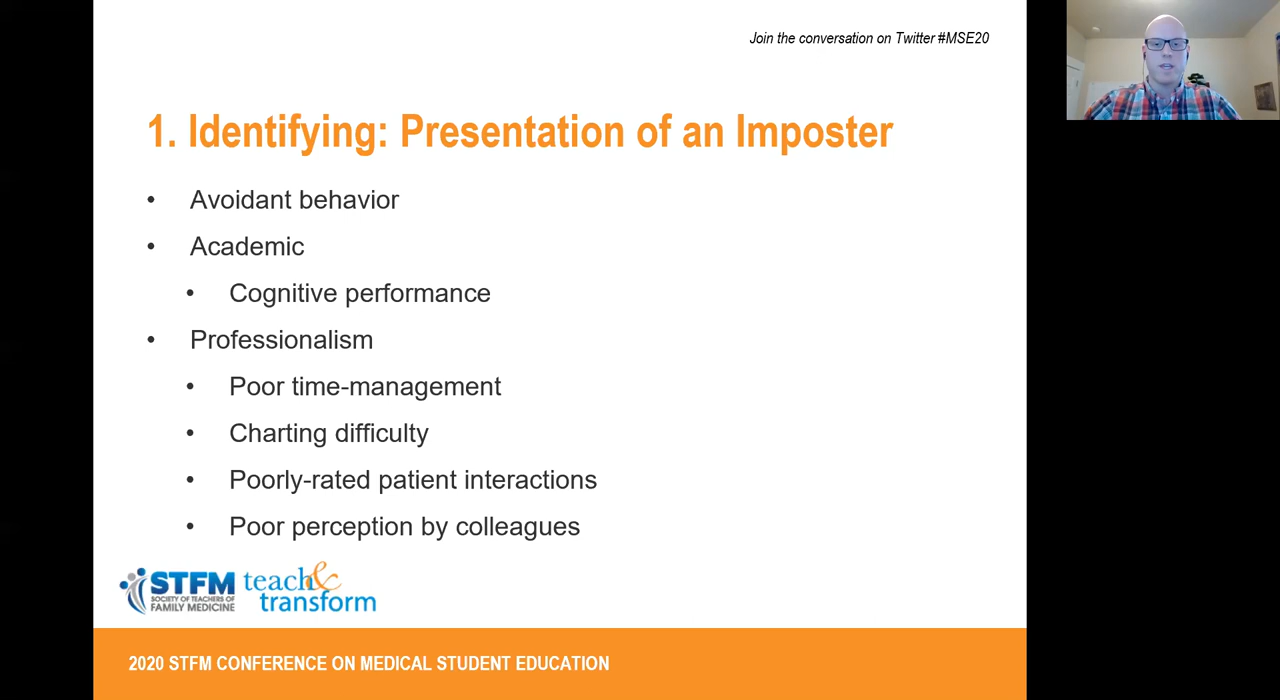 Join the conversation on Twitter #MSE20
1. Identifying: Presentation of an Imposter
• Avoidant behavior
• Academic
• Cognitive performance
• Professionalism
• Poor time-management
• Charting difficulty
• Poorly-rated patient interactions
• Poor perception by colleagues
STFM
SOCIETY OF TEACHERS OF
FAMILY MEDICINE
teach &
transform
2020 STFM CONFERENCE ON MEDICAL STUDENT EDUCATION